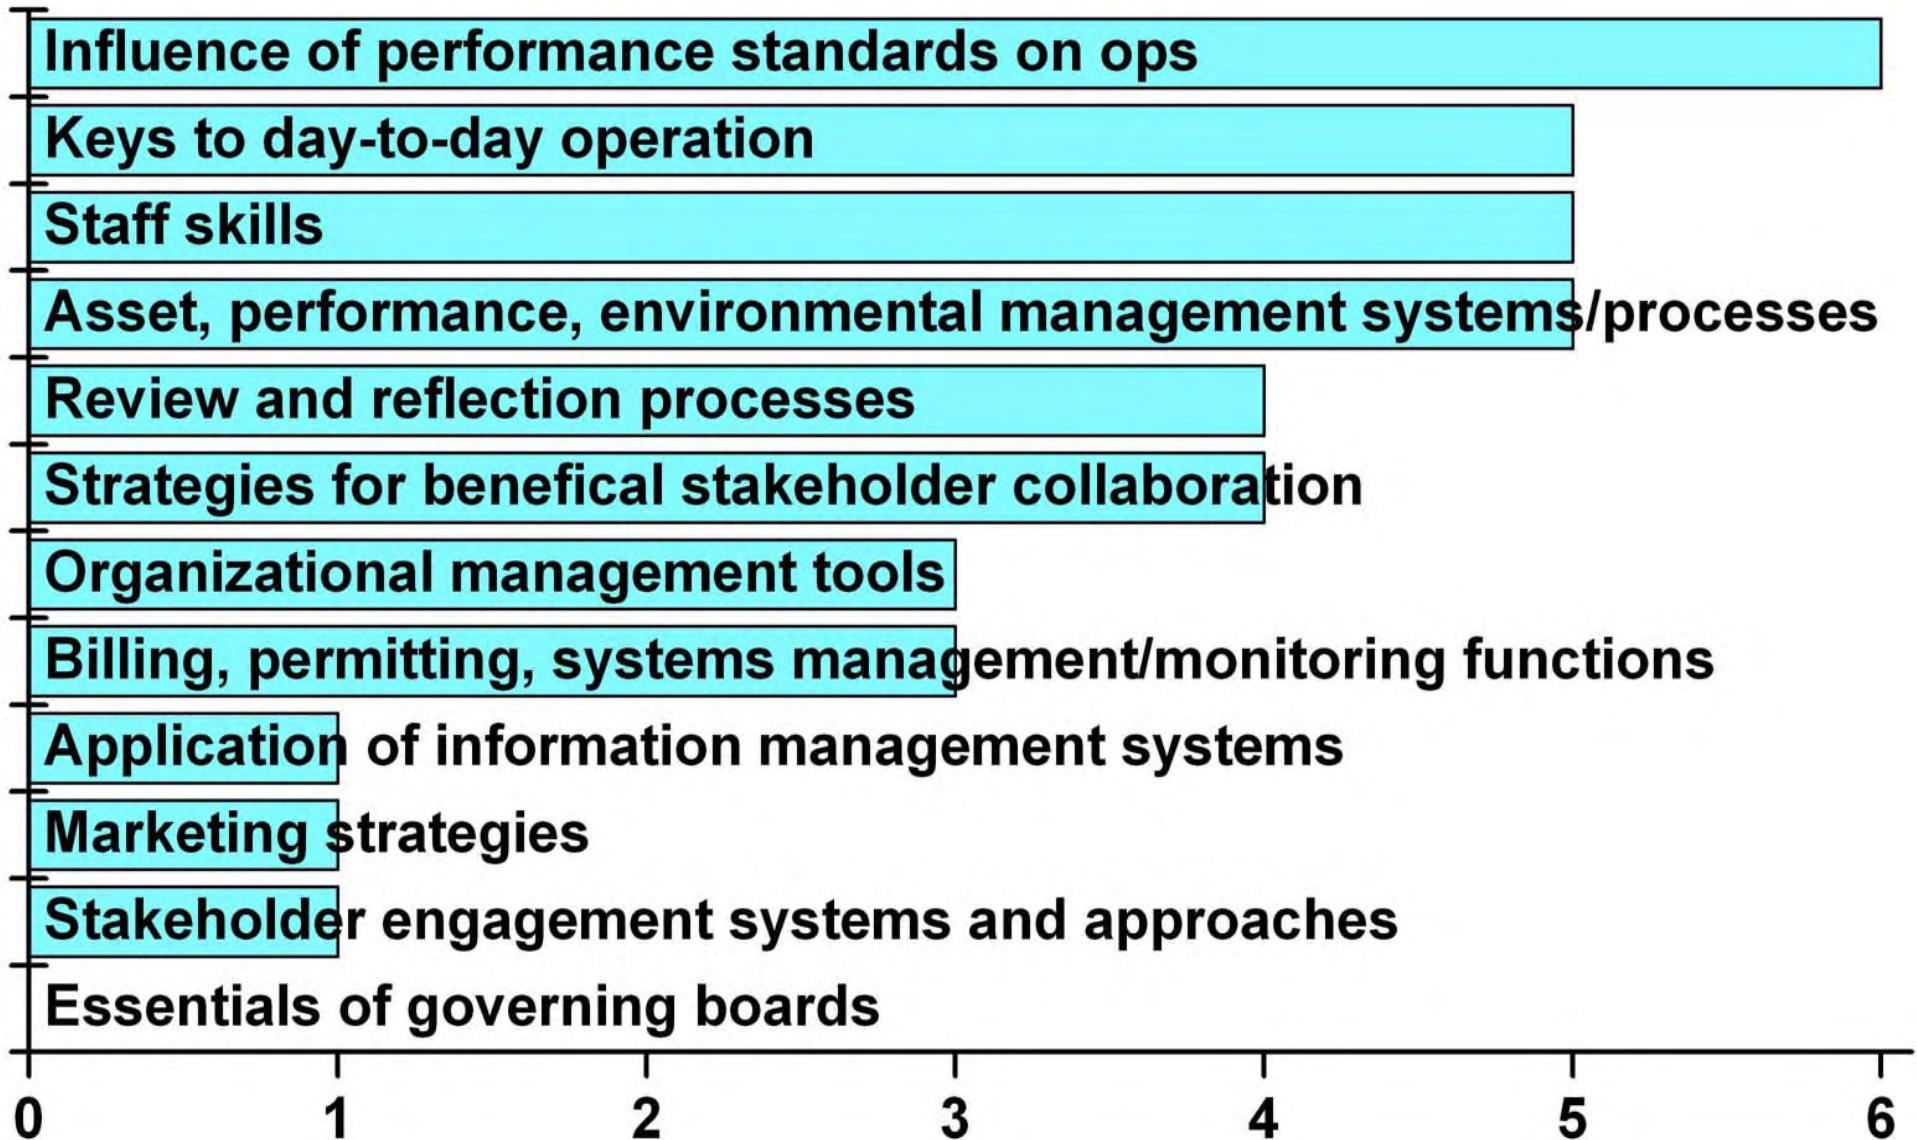 Influence of performance standards on ops
Keys to day-to-day operation
Staff skills
Asset, performance, environmental management systems/processes
Review and reflection processes
Strategies for benefical stakeholder collaboration
Organizational management tools
Billing, permitting, systems management/monitoring functions
Application of information management systems
Marketing strategies
Stakeholder engagement systems and approaches
Essentials of governing boards
0 1 2 3 4 5 6